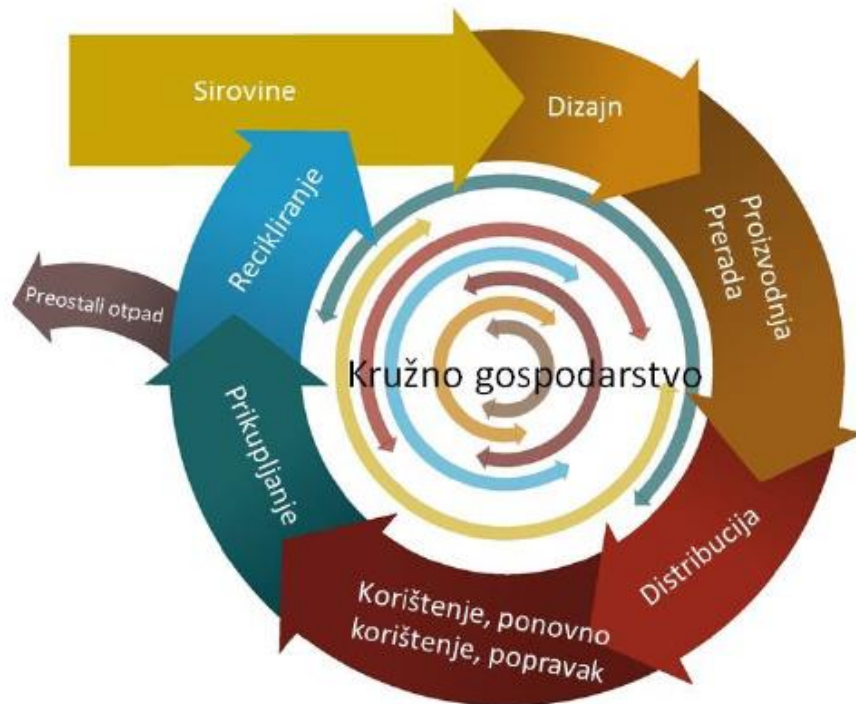 Sirovine
Dizajn
Proizvodnja
Prerada
Distribucija
Korištenje, ponovno
korištenje, popravak
Prikupljanje
Recikliranje
Preostali otpad
Kružno gospodarstvo